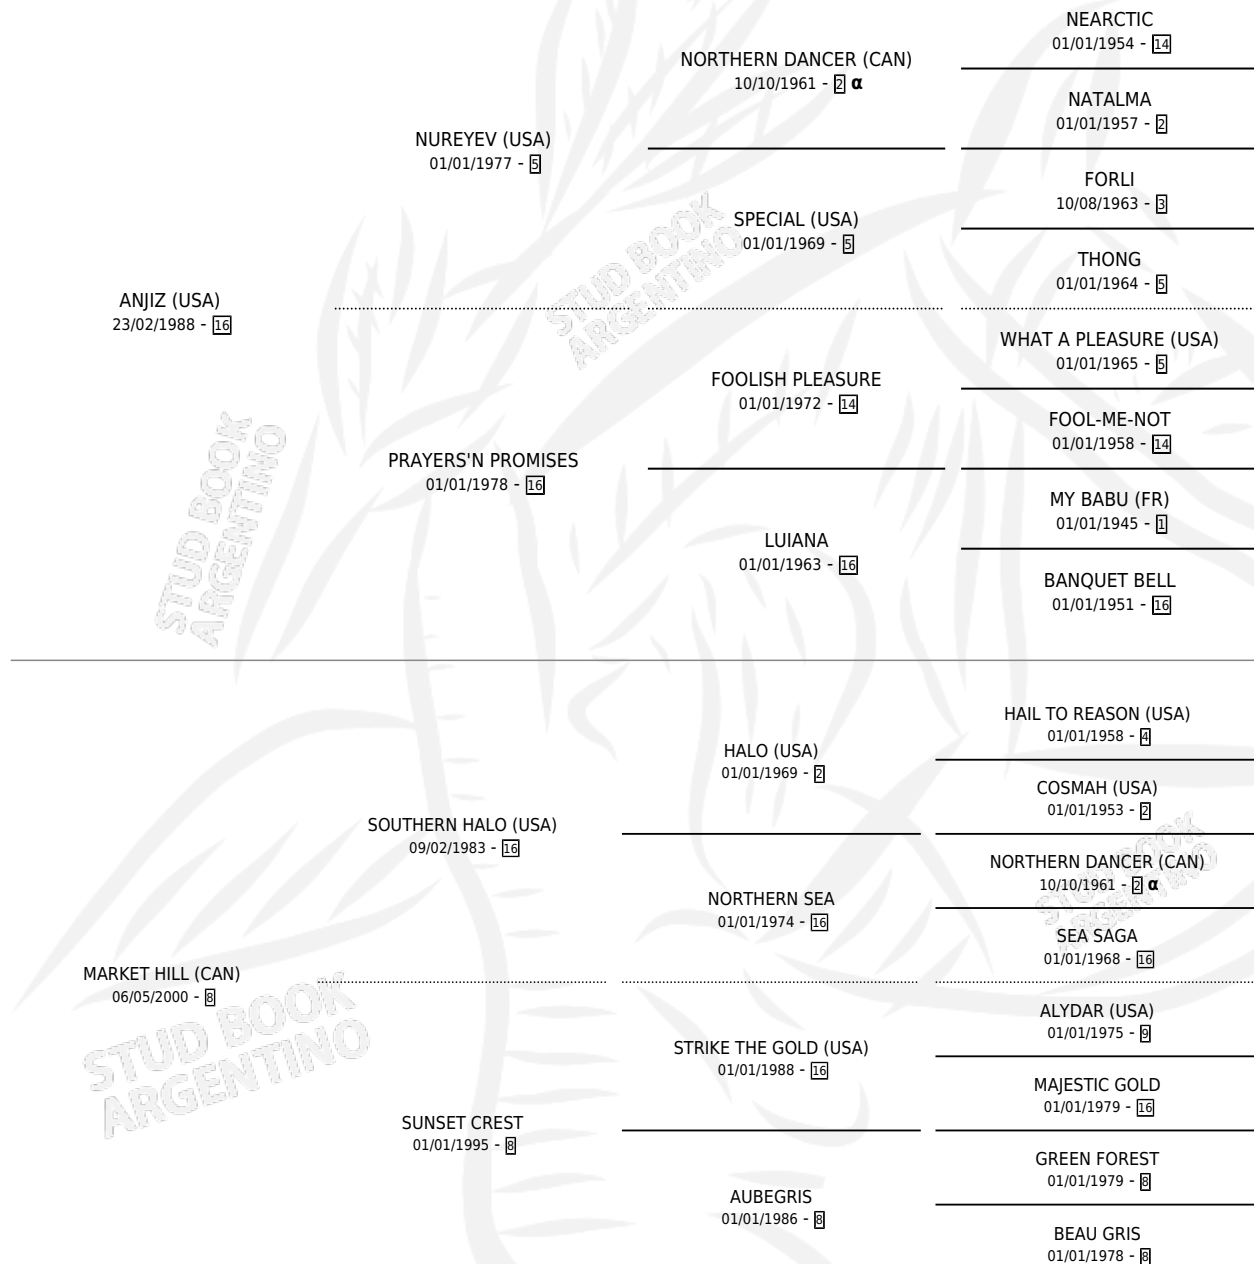 NEARCTIC
01/01/1954 - 14
NORTHERN DANCER (CAN)
10/10/1961 - 2 α
NATALMA
01/01/1957 - 2
NUREYEV (USA)
01/01/1977 - 5
FORLI
10/08/1963 - 3
SPECIAL (USA)
01/01/1969 - 5
THONG
01/01/1964 - 5
ANJIZ (USA)
23/02/1988 - 16
WHAT A PLEASURE (USA)
01/01/1965 - 5
FOOLISH PLEASURE
01/01/1972 - 14
FOOL-ME-NOT
01/01/1958 - 14
PRAYERS'N PROMISES
01/01/1978 - 16
MY BABU (FR)
01/01/1945 - 1
LUIANA
01/01/1963 - 16
BANQUET BELL
01/01/1951 - 16
HAIL TO REASON (USA)
01/01/1958 - 4
HALO (USA)
01/01/1969 - 2
COSMAH (USA)
01/01/1953 - 2
SOUTHERN HALO (USA)
09/02/1983 - 16
NORTHERN DANCER (CAN)
10/10/1961 - 2 α
NORTHERN SEA
01/01/1974 - 16
SEA SAGA
01/01/1968 - 16
MARKET HILL (CAN)
06/05/2000 - 8
ALYDAR (USA)
01/01/1975 - 9
STRIKE THE GOLD (USA)
01/01/1988 - 16
MAJESTIC GOLD
01/01/1979 - 16
SUNSET CREST
01/01/1995 - 8
GREEN FOREST
01/01/1979 - 8
AUBEGRIS
01/01/1986 - 8
BEAU GRIS
01/01/1978 - 8
STUD BOOK
ARGENTINO
STUD BOOK
ARGENTINO
STUD BOOK
ARGENTINO
STUD BOOK
ARGENTINO